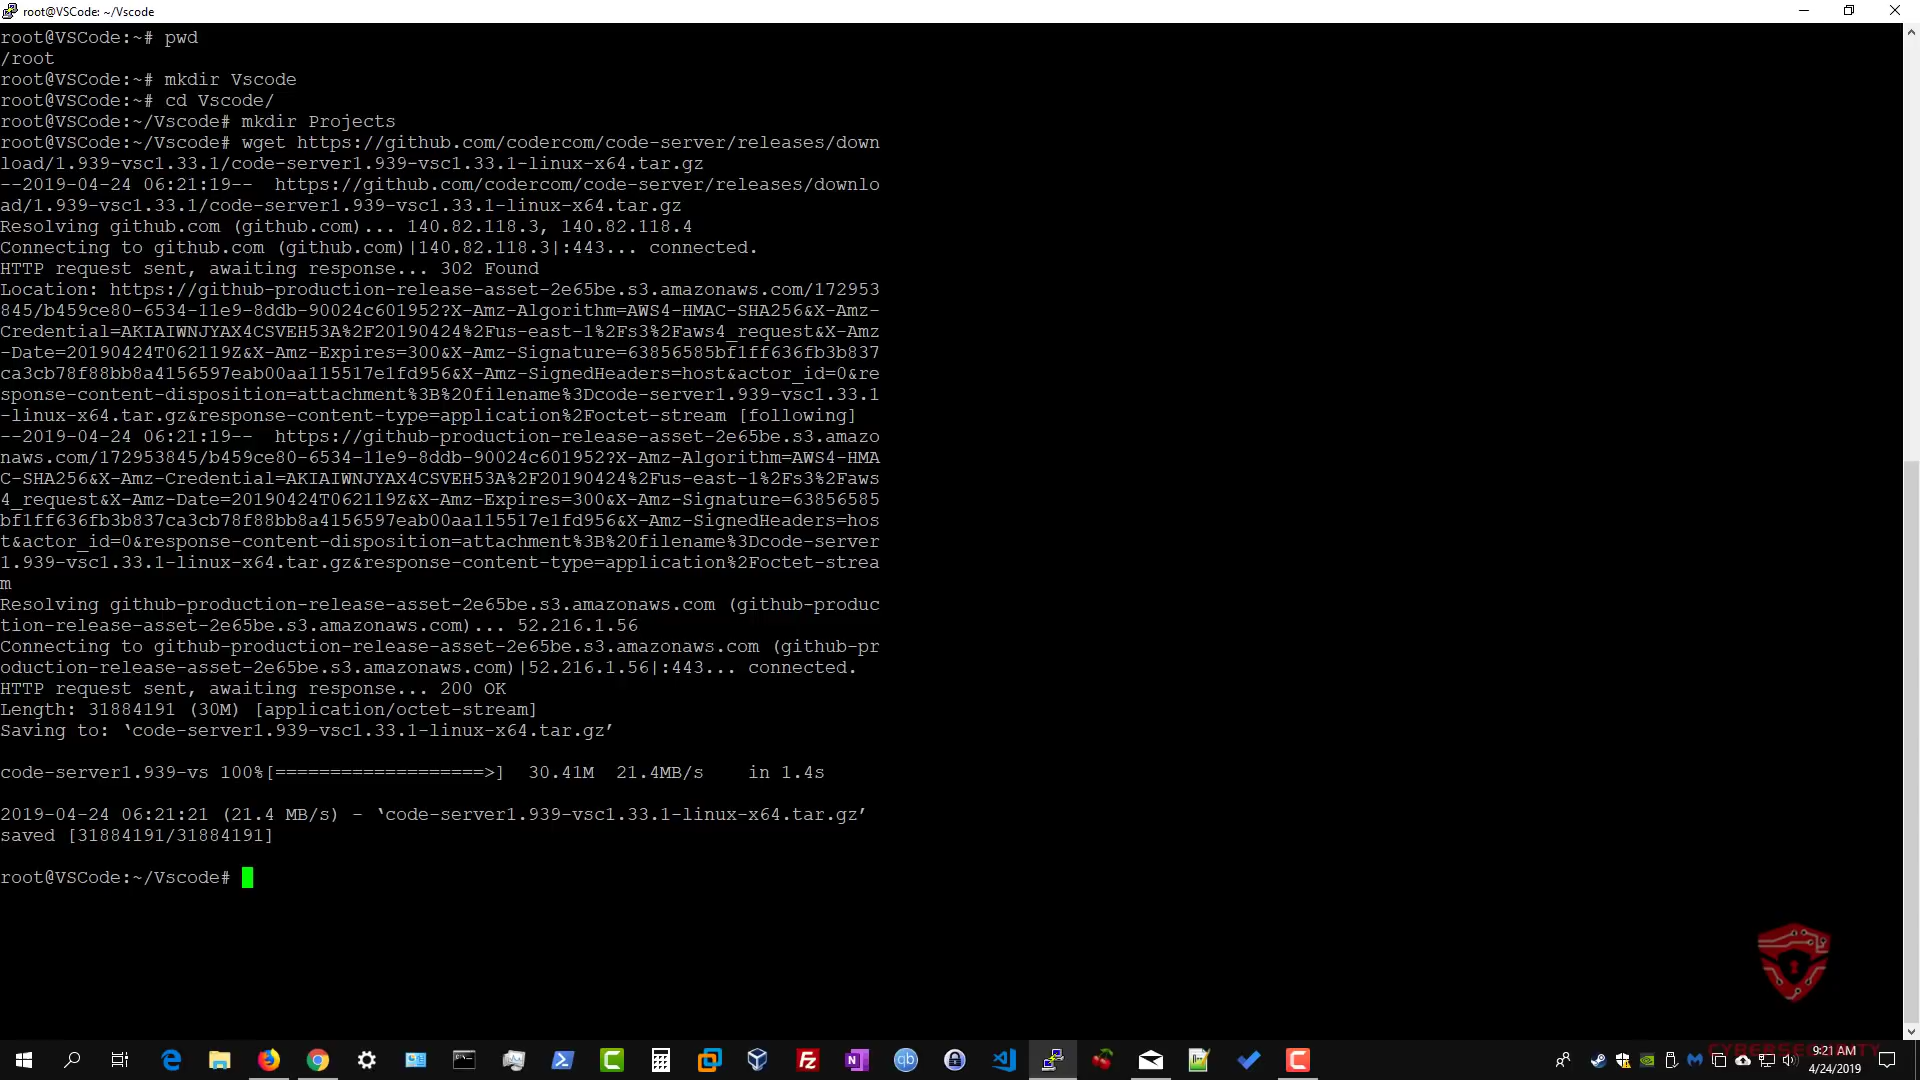 root@VSCode: ~/Vscode
root@VSCode:~# pwd
/root
root@VSCode:~# mkdir Vscode
root@VSCode:~# cd Vscode/
root@VSCode:~/Vscode# mkdir Projects
root@VSCode:~/Vscode# wget https://github.com/codercom/code-server/releases/down
load/1.939-vsc1.33.1/code-server1.939-vsc1.33.1-linux-x64.tar.gz
--2019-04-24 06:21:19--  https://github.com/codercom/code-server/releases/downlo
ad/1.939-vsc1.33.1/code-server1.939-vsc1.33.1-linux-x64.tar.gz
Resolving github.com (github.com)... 140.82.118.3, 140.82.118.4
Connecting to github.com (github.com)|140.82.118.3|:443... connected.
HTTP request sent, awaiting response... 302 Found
Location: https://github-production-release-asset-2e65be.s3.amazonaws.com/172953
845/b459ce80-6534-11e9-8ddb-90024c601952?X-Amz-Algorithm=AWS4-HMAC-SHA256&X-Amz-
Credential=AKIAIWNJYAX4CSVEH53A%2F20190424%2Fus-east-1%2Fs3%2Faws4_request&X-Amz
-Date=20190424T062119Z&X-Amz-Expires=300&X-Amz-Signature=63856585bf1ff636fb3b837
ca3cb78f88bb8a4156597eab00aa115517e1fd956&X-Amz-SignedHeaders=host&actor_id=0&re
sponse-content-disposition=attachment%3B%20filename%3Dcode-server1.939-vsc1.33.1
-linux-x64.tar.gz&response-content-type=application%2Foctet-stream [following]
--2019-04-24 06:21:19--  https://github-production-release-asset-2e65be.s3.amazo
naws.com/172953845/b459ce80-6534-11e9-8ddb-90024c601952?X-Amz-Algorithm=AWS4-HMA
C-SHA256&X-Amz-Credential=AKIAIWNJYAX4CSVEH53A%2F20190424%2Fus-east-1%2Fs3%2Faws
4_request&X-Amz-Date=20190424T062119Z&X-Amz-Expires=300&X-Amz-Signature=63856585
bf1ff636fb3b837ca3cb78f88bb8a4156597eab00aa115517e1fd956&X-Amz-SignedHeaders=hos
t&actor_id=0&response-content-disposition=attachment%3B%20filename%3Dcode-server
1.939-vsc1.33.1-linux-x64.tar.gz&response-content-type=application%2Foctet-strea
m
Resolving github-production-release-asset-2e65be.s3.amazonaws.com (github-produc
tion-release-asset-2e65be.s3.amazonaws.com)... 52.216.1.56
Connecting to github-production-release-asset-2e65be.s3.amazonaws.com (github-pr
oduction-release-asset-2e65be.s3.amazonaws.com)|52.216.1.56|:443... connected.
HTTP request sent, awaiting response... 200 OK
Length: 31884191 (30M) [application/octet-stream]
Saving to: ‘code-server1.939-vsc1.33.1-linux-x64.tar.gz’
code-server1.939-vs 100%[===================>]  30.41M  21.4MB/s    in 1.4s
2019-04-24 06:21:21 (21.4 MB/s) - ‘code-server1.939-vsc1.33.1-linux-x64.tar.gz’
saved [31884191/31884191]
root@VSCode:~/Vscode#
9:21 AM
4/24/2019